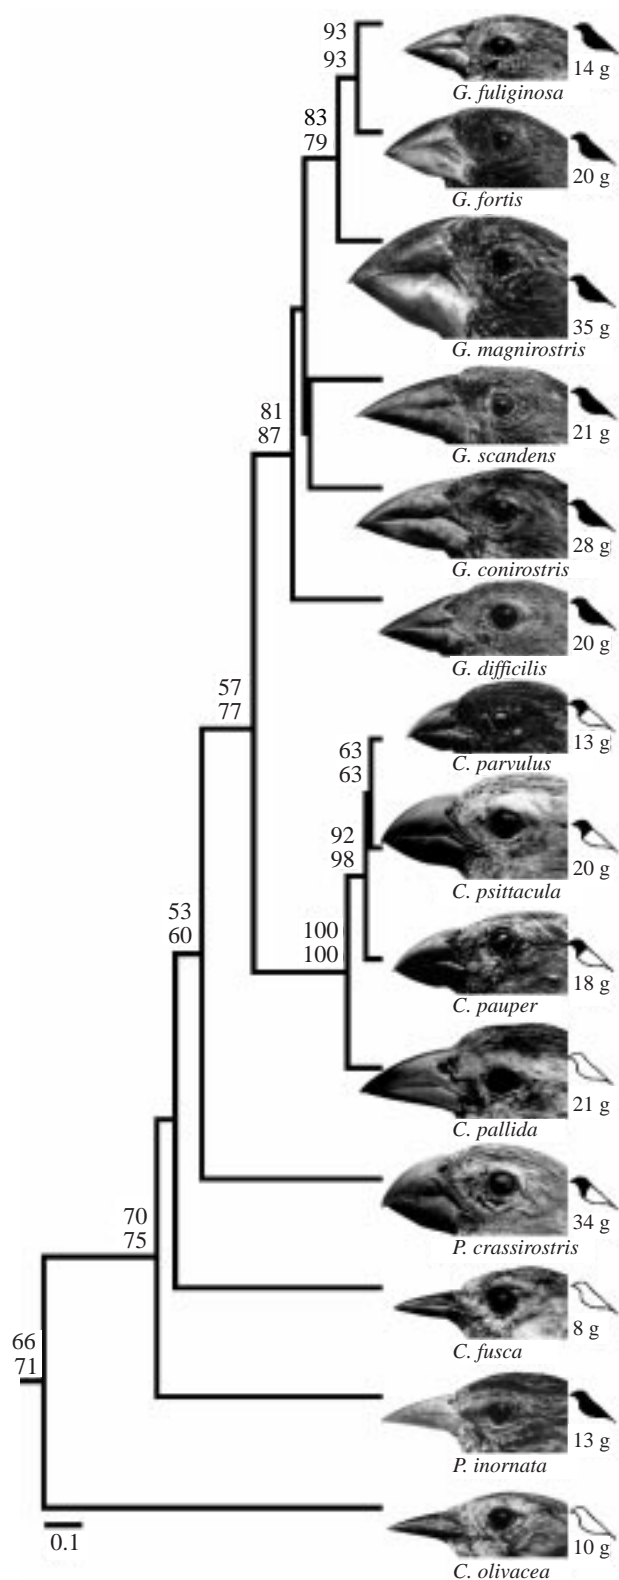 93
93
14 g
G. fuliginosa
83
79
20 g
G. fortis
35 g
G. magnirostris
81
87
21 g
G. scandens
28 g
G. conirostris
20 g
G. difficilis
57
77
63
63
13 g
C. parvulus
92
98
20 g
C. psittacula
53
60
100
100
18 g
C. pauper
21 g
C. pallida
34 g
P. crassirostris
70
75
8 g
C. fusca
66
71
13 g
P. inornata
0.1
10 g
C. olivacea